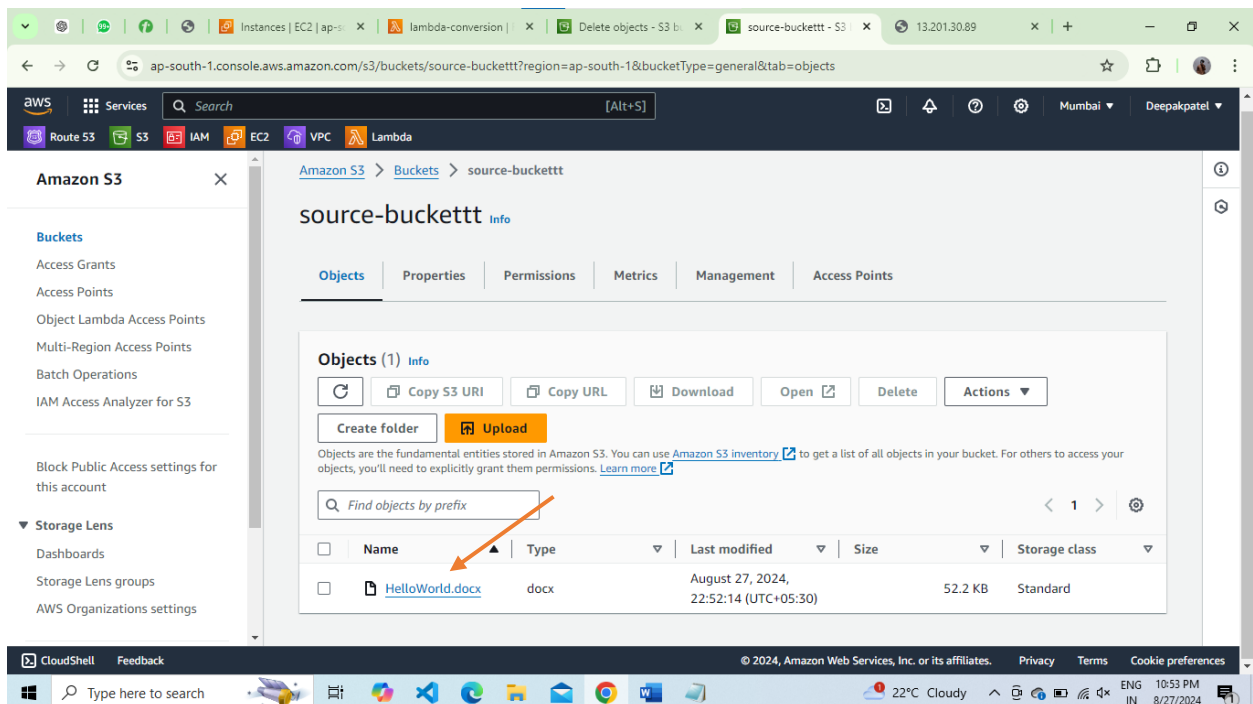 Instances | EC2 | ap-s
lambda-conversion |
Delete objects - S3 b
source-buckettt - S3
13.201.30.89
ap-south-1.console.aws.amazon.com/s3/buckets/source-buckettt?region=ap-south-1&bucketType=general&tab=objects
aws
Services
Search
[Alt+S]
Mumbai
Deepakpatel
Route 53
S3
IAM
EC2
VPC
Lambda
Amazon S3
Buckets
Access Grants
Access Points
Object Lambda Access Points
Multi-Region Access Points
Batch Operations
IAM Access Analyzer for S3
Block Public Access settings for
this account
Storage Lens
Dashboards
Storage Lens groups
AWS Organizations settings
Amazon S3 > Buckets > source-buckettt
source-buckettt Info
Objects
Properties
Permissions
Metrics
Management
Access Points
Objects (1) Info
Copy S3 URI
Copy URL
Download
Open
Delete
Actions
Create folder
Upload
Objects are the fundamental entities stored in Amazon S3. You can use Amazon S3 inventory to get a list of all objects in your bucket. For others to access your
objects, you'll need to explicitly grant them permissions. Learn more
Find objects by prefix
1
Name
Type
Last modified
Size
Storage class
HelloWorld.docx
docx
August 27, 2024,
22:52:14 (UTC+05:30)
52.2 KB
Standard
CloudShell
Feedback
© 2024, Amazon Web Services, Inc. or its affiliates.
Privacy
Terms
Cookie preferences
Type here to search
22°C Cloudy
ENG
IN
10:53 PM
8/27/2024